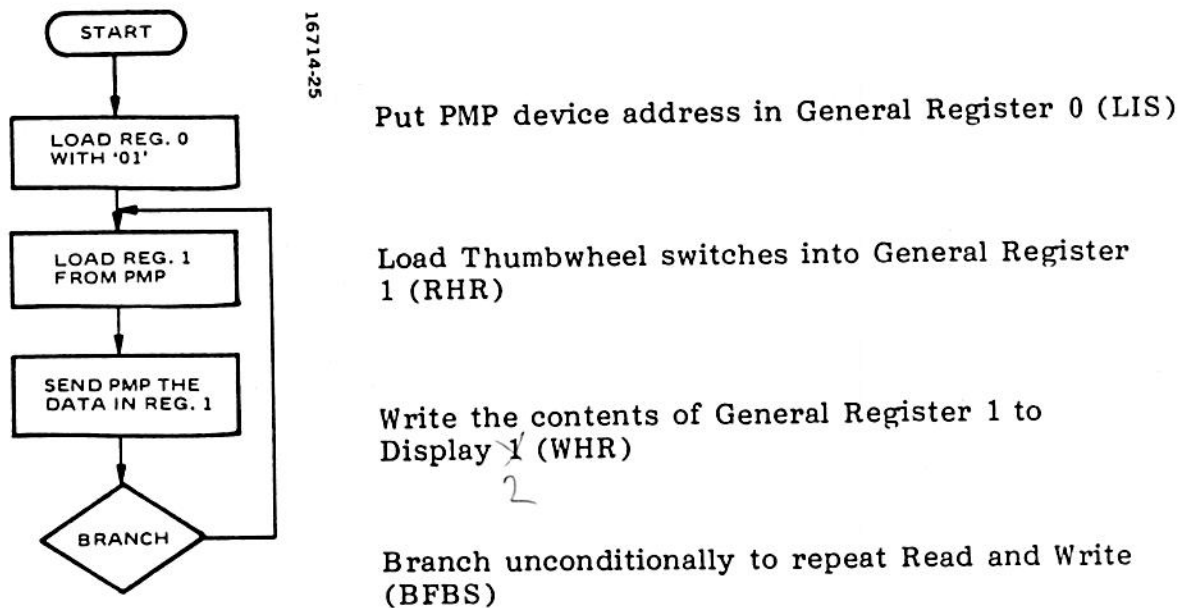 START
16714-25
Put PMP device address in General Register 0 (LIS)
LOAD REG. 0
WITH '01'
Load Thumbwheel switches into General Register
1 (RHR)
LOAD REG. 1
FROM PMP
SEND PMP THE
DATA IN REG. 1
Write the contents of General Register 1 to
Display 1 (WHR)
2
BRANCH
Branch unconditionally to repeat Read and Write
(BFBS)